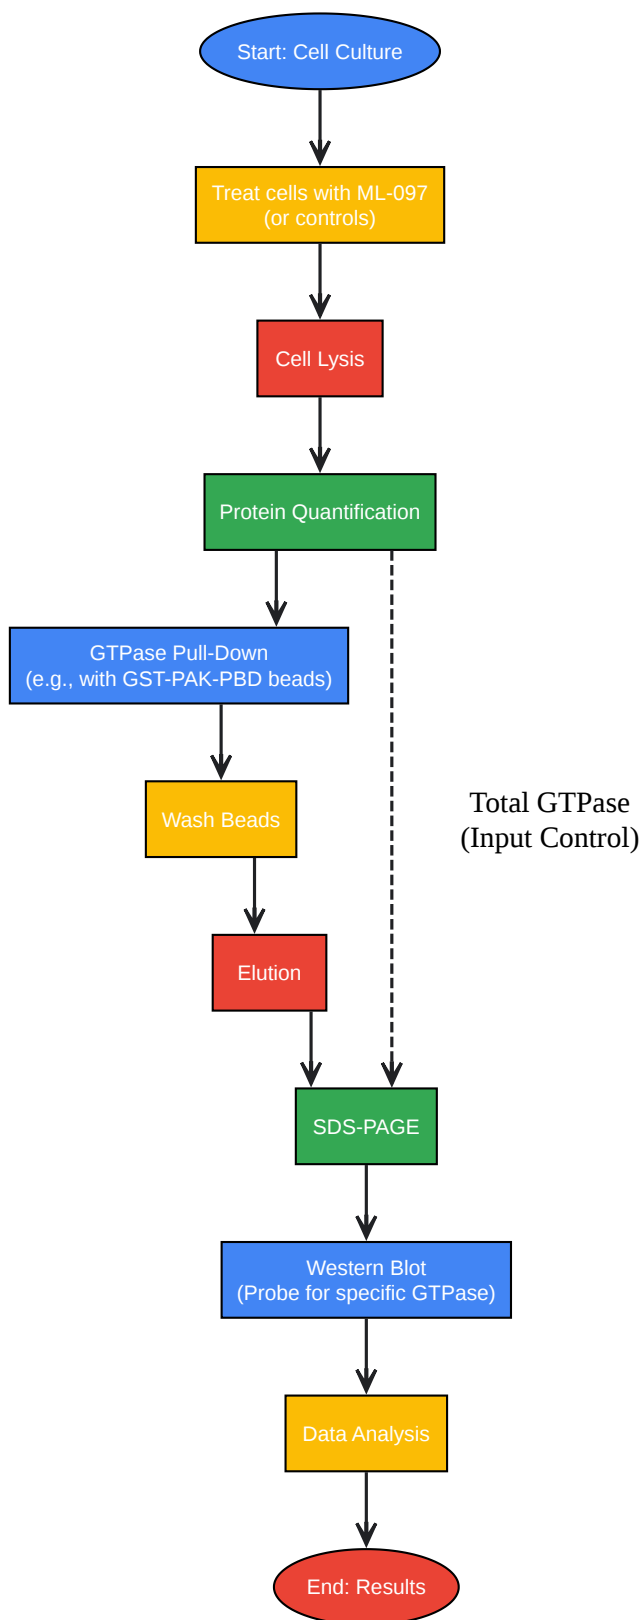 Start: Cell Culture
Treat cells with ML-097
(or controls)
Cell Lysis
Protein Quantification
GTPase Pull-Down
(e.g., with GST-PAK-PBD beads)
Wash Beads
Total GTPase
(Input Control)
Elution
SDS-PAGE
Western Blot
(Probe for specific GTPase)
Data Analysis
End: Results